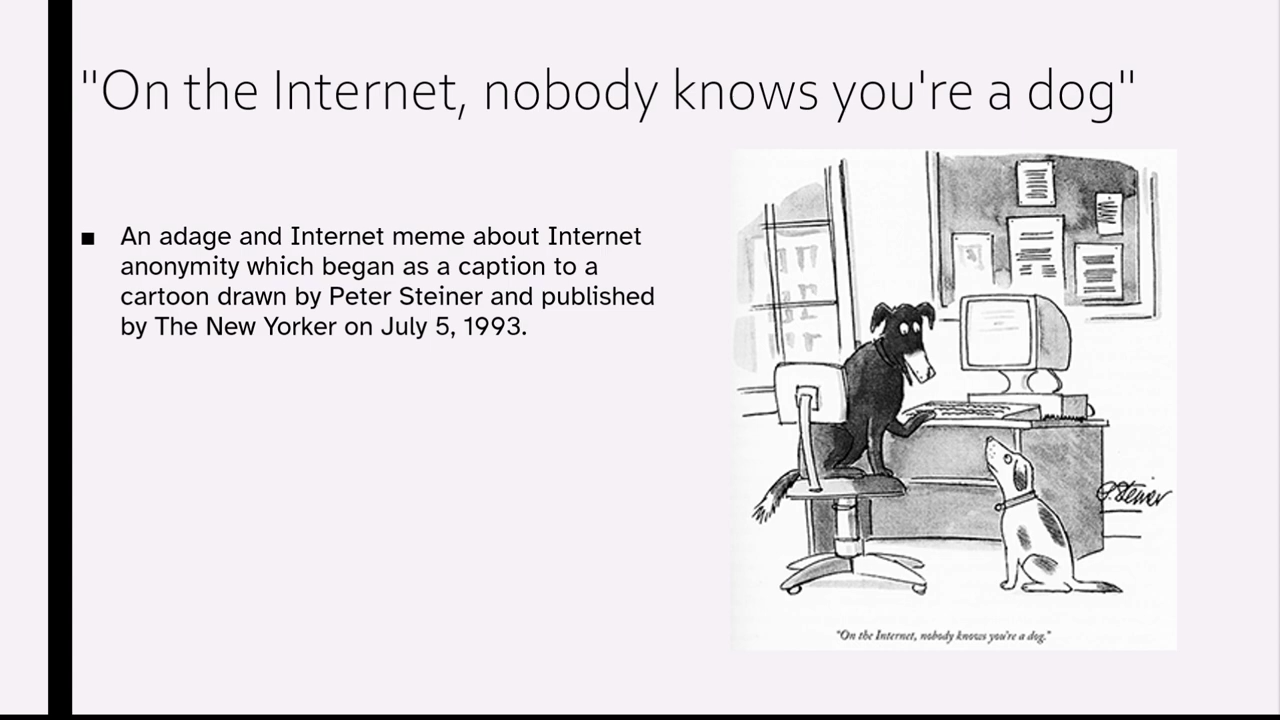 "On the Internet, nobody knows you're a dog"
■ An adage and Internet meme about Internet
anonymity which began as a caption to a
cartoon drawn by Peter Steiner and published
by The New Yorker on July 5, 1993.
P. Steiner
"On the Internet, nobody knows you're a dog."